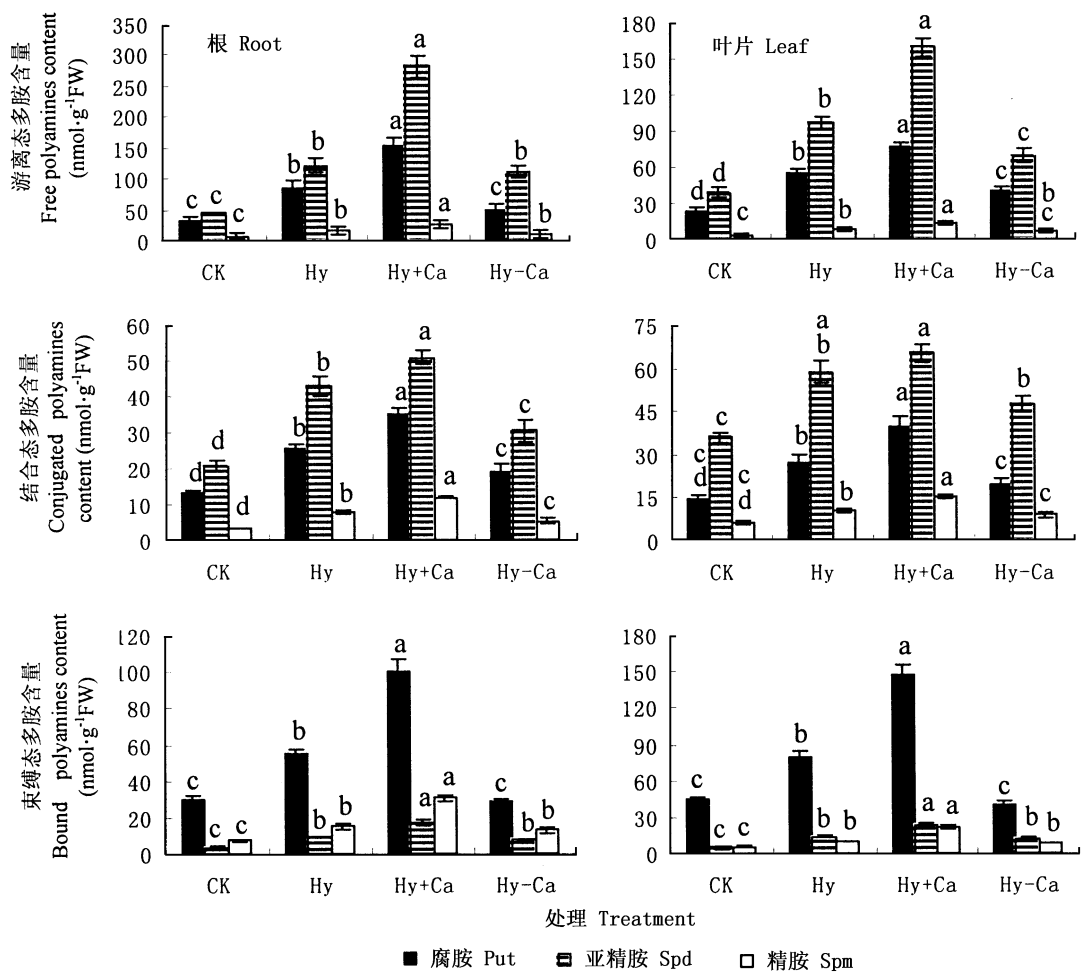 游离态多胺含量
Free polyamines content
(nmol·g⁻¹FW)
350
300
250
200
150
100
50
0
根 Root
c c c
b b b
a a a
c b b
CK Hy Hy+Ca Hy-Ca
180
150
120
90
60
30
0
叶片 Leaf
d d c
b b b
a a a
c c b c
CK Hy Hy+Ca Hy-Ca
结合态多胺含量
Conjugated polyamines
content (nmol·g⁻¹FW)
60
50
40
30
20
10
0
d d d
b b b
a a a
c c c
CK Hy Hy+Ca Hy-Ca
75
60
45
30
15
0
c d c c d
b a b b
a a a
c b c
CK Hy Hy+Ca Hy-Ca
束缚态多胺含量
Bound polyamines content
(nmol·g⁻¹FW)
120
100
80
60
40
20
0
c c c
b b b
a a a
c b b
CK Hy Hy+Ca Hy-Ca
180
150
120
90
60
30
0
c c c
b b b
a a a
c b b
CK Hy Hy+Ca Hy-Ca
处理 Treatment
腐胺 Put 亚精胺 Spd 精胺 Spm